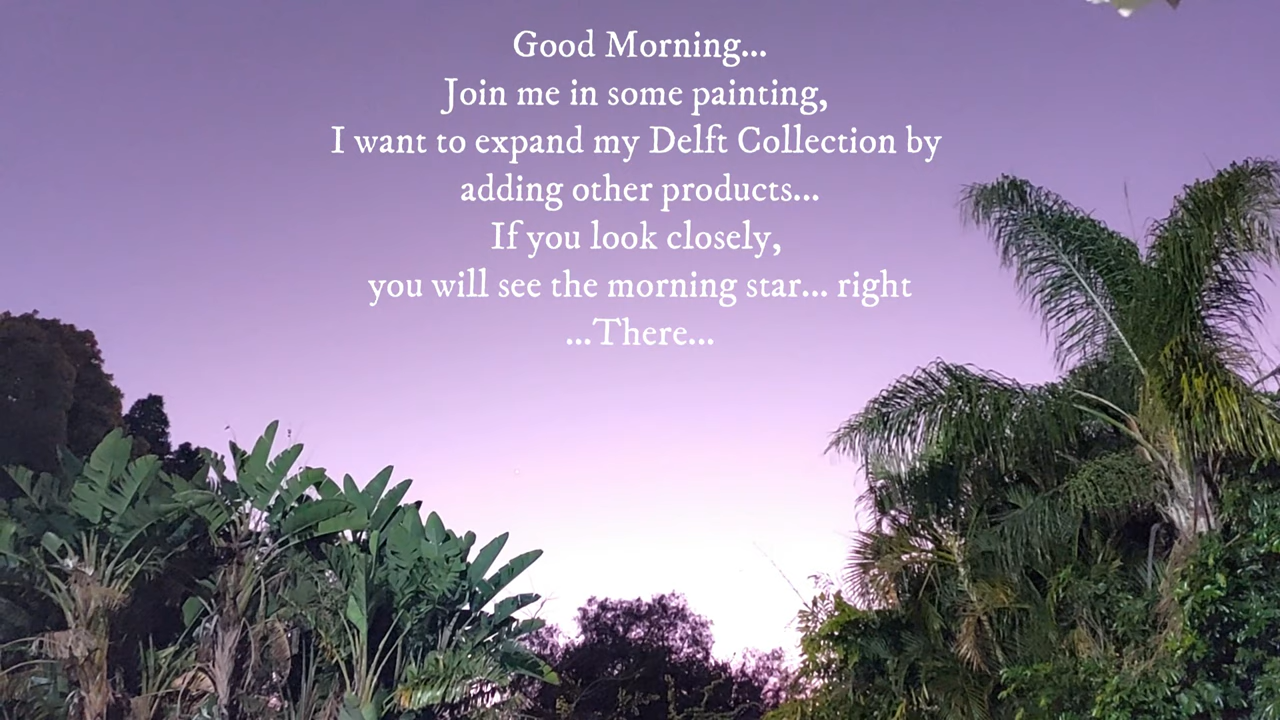 Good Morning...
Join me in some painting,
I want to expand my Delft Collection by
adding other products...
If you look closely,
you will see the morning star... right
...There...